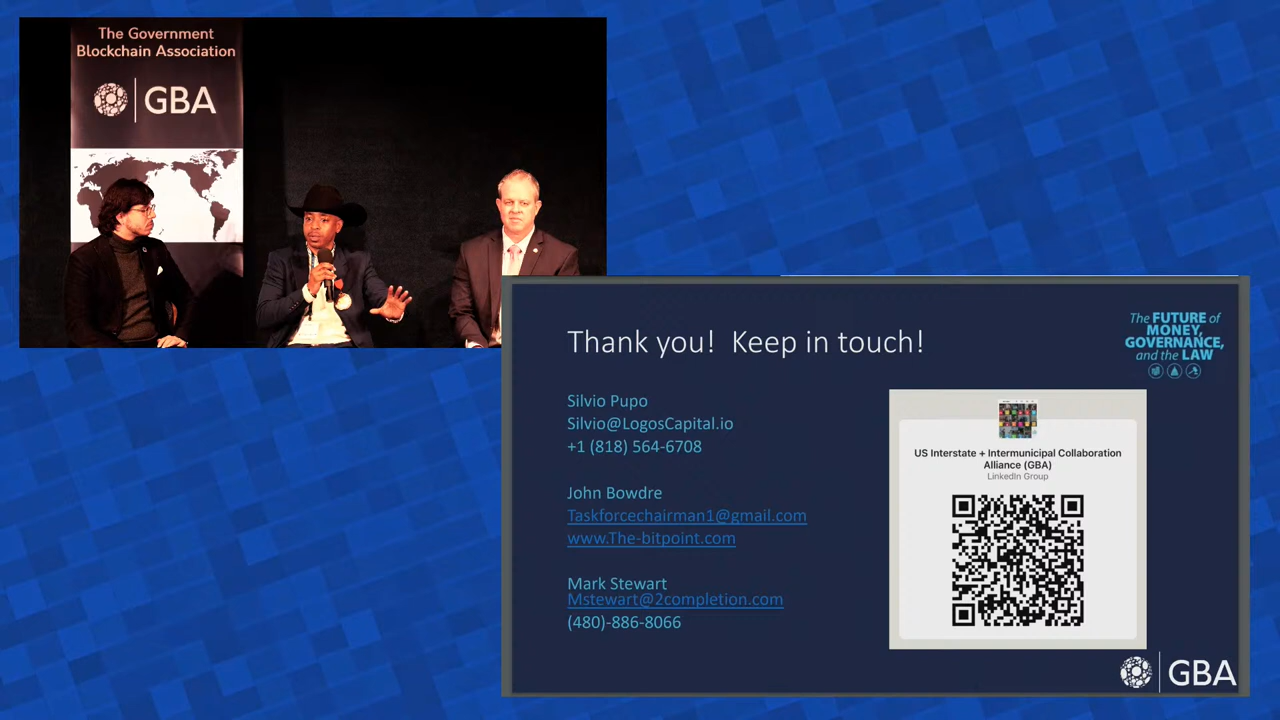 The Government
Blockchain Association
GBA
Thank you! Keep in touch!
Silvio Pupo
Silvio@LogosCapital.io
+1 (818) 564-6708
John Bowdre
Taskforcechairman1@gmail.com
www.The-bitpoint.com
Mark Stewart
Mstewart@2completion.com
(480)-886-8066
The FUTURE of
MONEY,
GOVERNANCE,
and the LAW
US Interstate + Intermunicipal Collaboration
Alliance (GBA)
LinkedIn Group
GBA